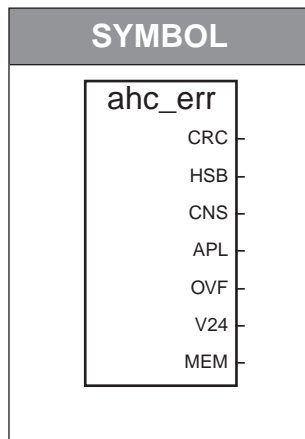 SYMBOL
ahc_err
CRC
HSB
CNS
APL
OVF
V24
MEM